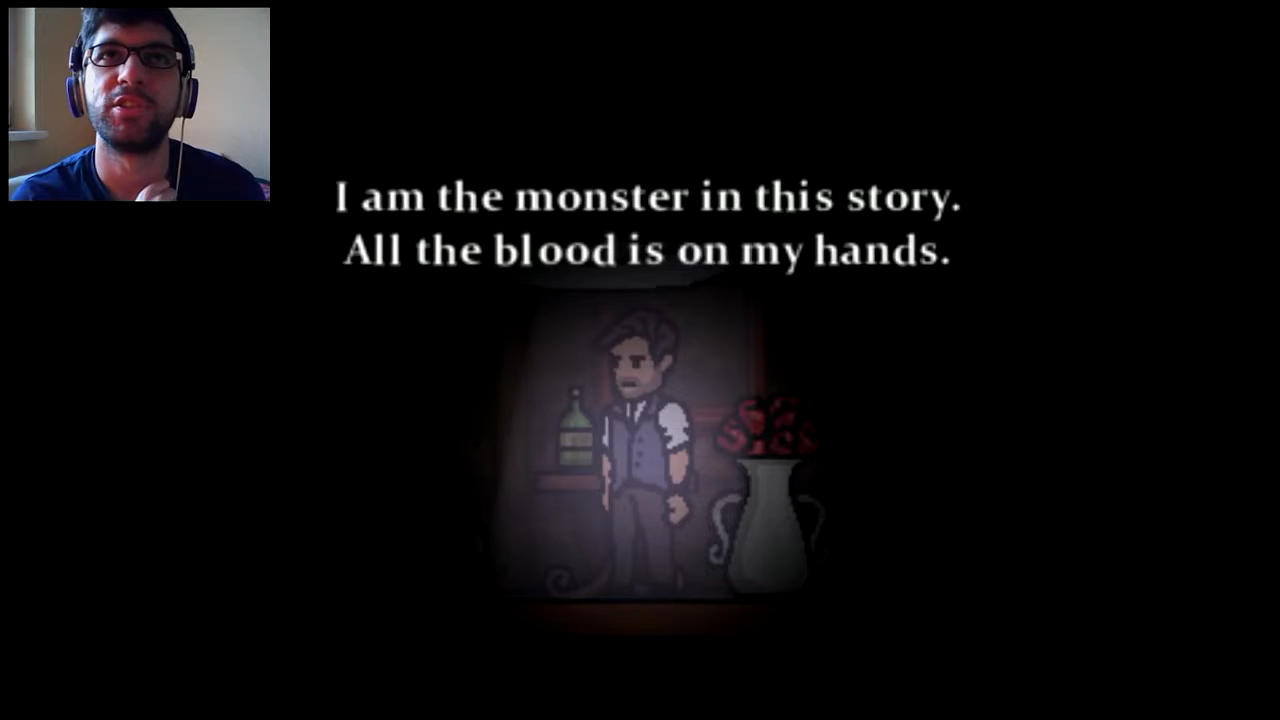 I am the monster in this story.
All the blood is on my hands.